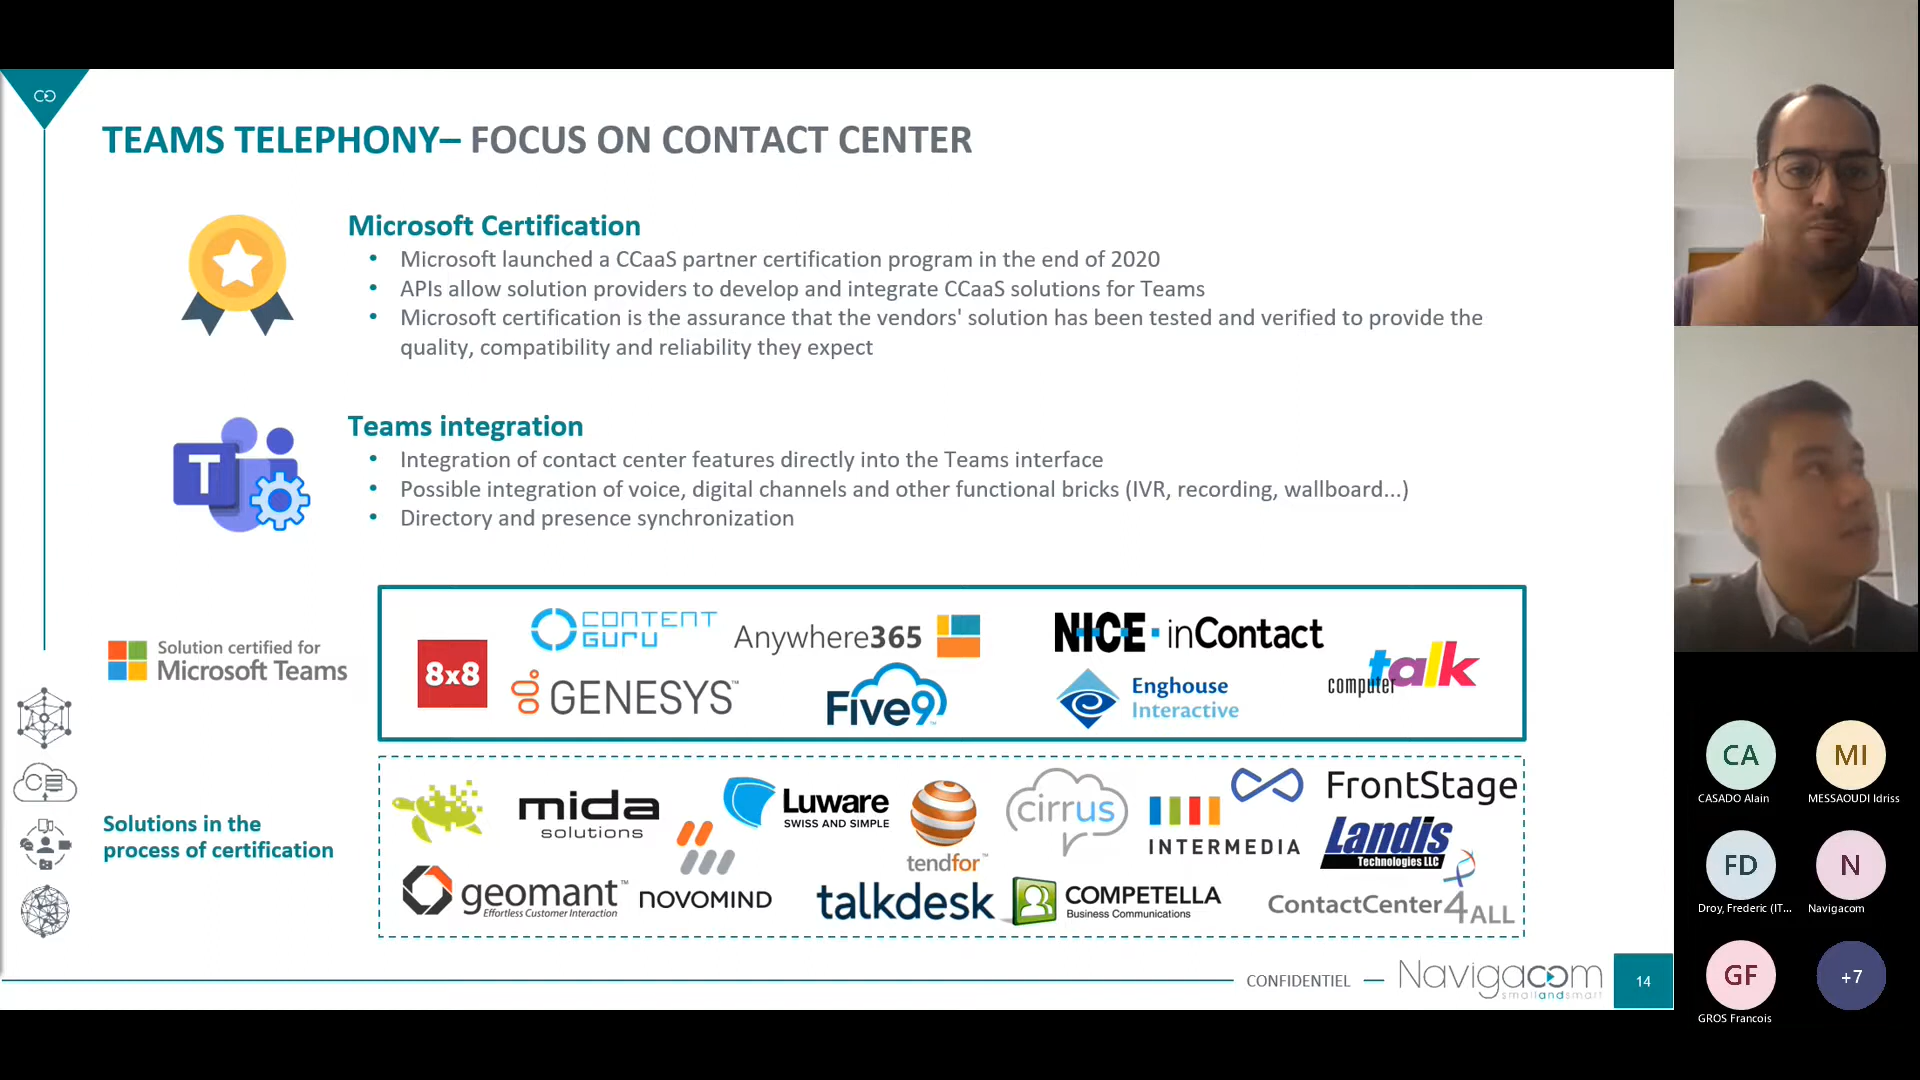 TEAMS TELEPHONY– FOCUS ON CONTACT CENTER
Microsoft Certification
• Microsoft launched a CCaaS partner certification program in the end of 2020
• APIs allow solution providers to develop and integrate CCaaS solutions for Teams
• Microsoft certification is the assurance that the vendors' solution has been tested and verified to provide the
quality, compatibility and reliability they expect
T
Teams integration
• Integration of contact center features directly into the Teams interface
• Possible integration of voice, digital channels and other functional bricks (IVR, recording, wallboard...)
• Directory and presence synchronization
Solution certified for
Microsoft Teams
8x8
CONTENT
GURU
Anywhere365
NICE·inContact
GENESYS™
Five9
Enghouse
Interactive
computer talk
Solutions in the
process of certification
mida
solutions
Luware
SWISS AND SIMPLE
tendfor™
cirrus
INTERMEDIA
FrontStage
Landis
Technologies LLC
geomant™
Effortless Customer Interaction
NOVOMIND
talkdesk
COMPETELLA
Business Communications
ContactCenter4ALL
CONFIDENTIEL
Navigacom
smallandsmart
14
CA
CASADO Alain
MI
MESSAOUDI Idriss
FD
Droy, Frederic (IT...
N
Navigacom
GF
GROS Francois
+7